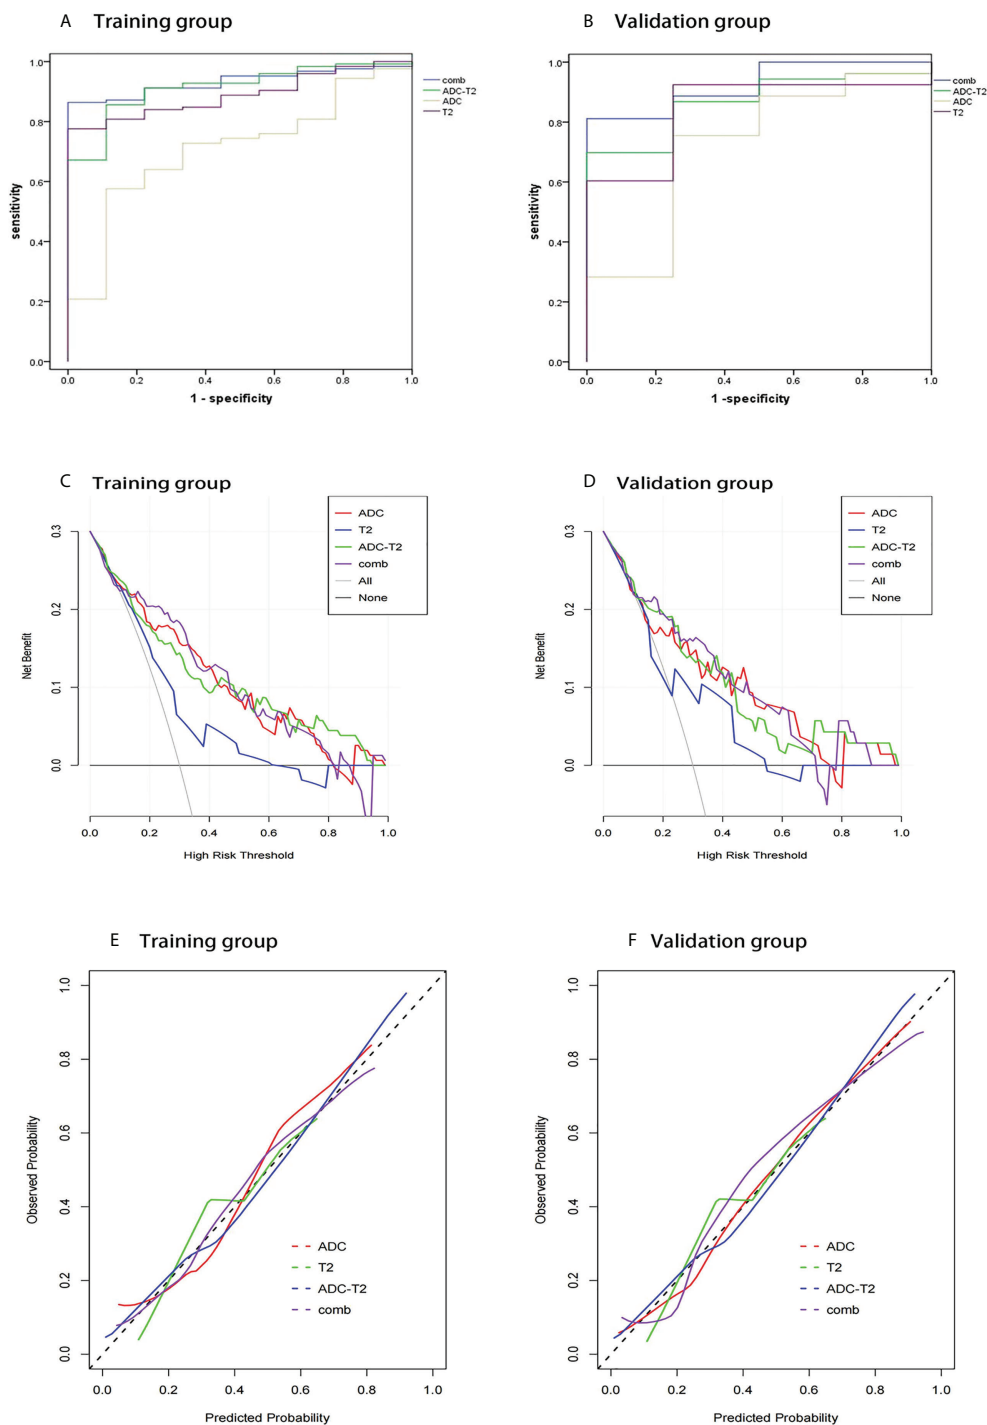 A Training group
1.0
0.8
0.6
0.4
0.2
0.0
sensitivity
0.0 0.2 0.4 0.6 0.8 1.0
1 - specificity
comb
ADC-T2
ADC
T2
B Validation group
1.0
0.8
0.6
0.4
0.2
0.0
sensitivity
0.0 0.2 0.4 0.6 0.8 1.0
1 -specificity
comb
ADC-T2
ADC
T2
C Training group
0.3
0.2
0.1
0.0
Net Benefit
0.0 0.2 0.4 0.6 0.8 1.0
High Risk Threshold
ADC
T2
ADC-T2
comb
All
None
D Validation group
0.3
0.2
0.1
0.0
Net Benefit
0.0 0.2 0.4 0.6 0.8 1.0
High Risk Threshold
ADC
T2
ADC-T2
comb
All
None
E Training group
1.0
0.8
0.6
0.4
0.2
0.0
Observed Probability
0.0 0.2 0.4 0.6 0.8 1.0
Predicted Probability
ADC
T2
ADC-T2
comb
F Validation group
1.0
0.8
0.6
0.4
0.2
0.0
Observed Probability
0.0 0.2 0.4 0.6 0.8 1.0
Predicted Probability
ADC
T2
ADC-T2
comb